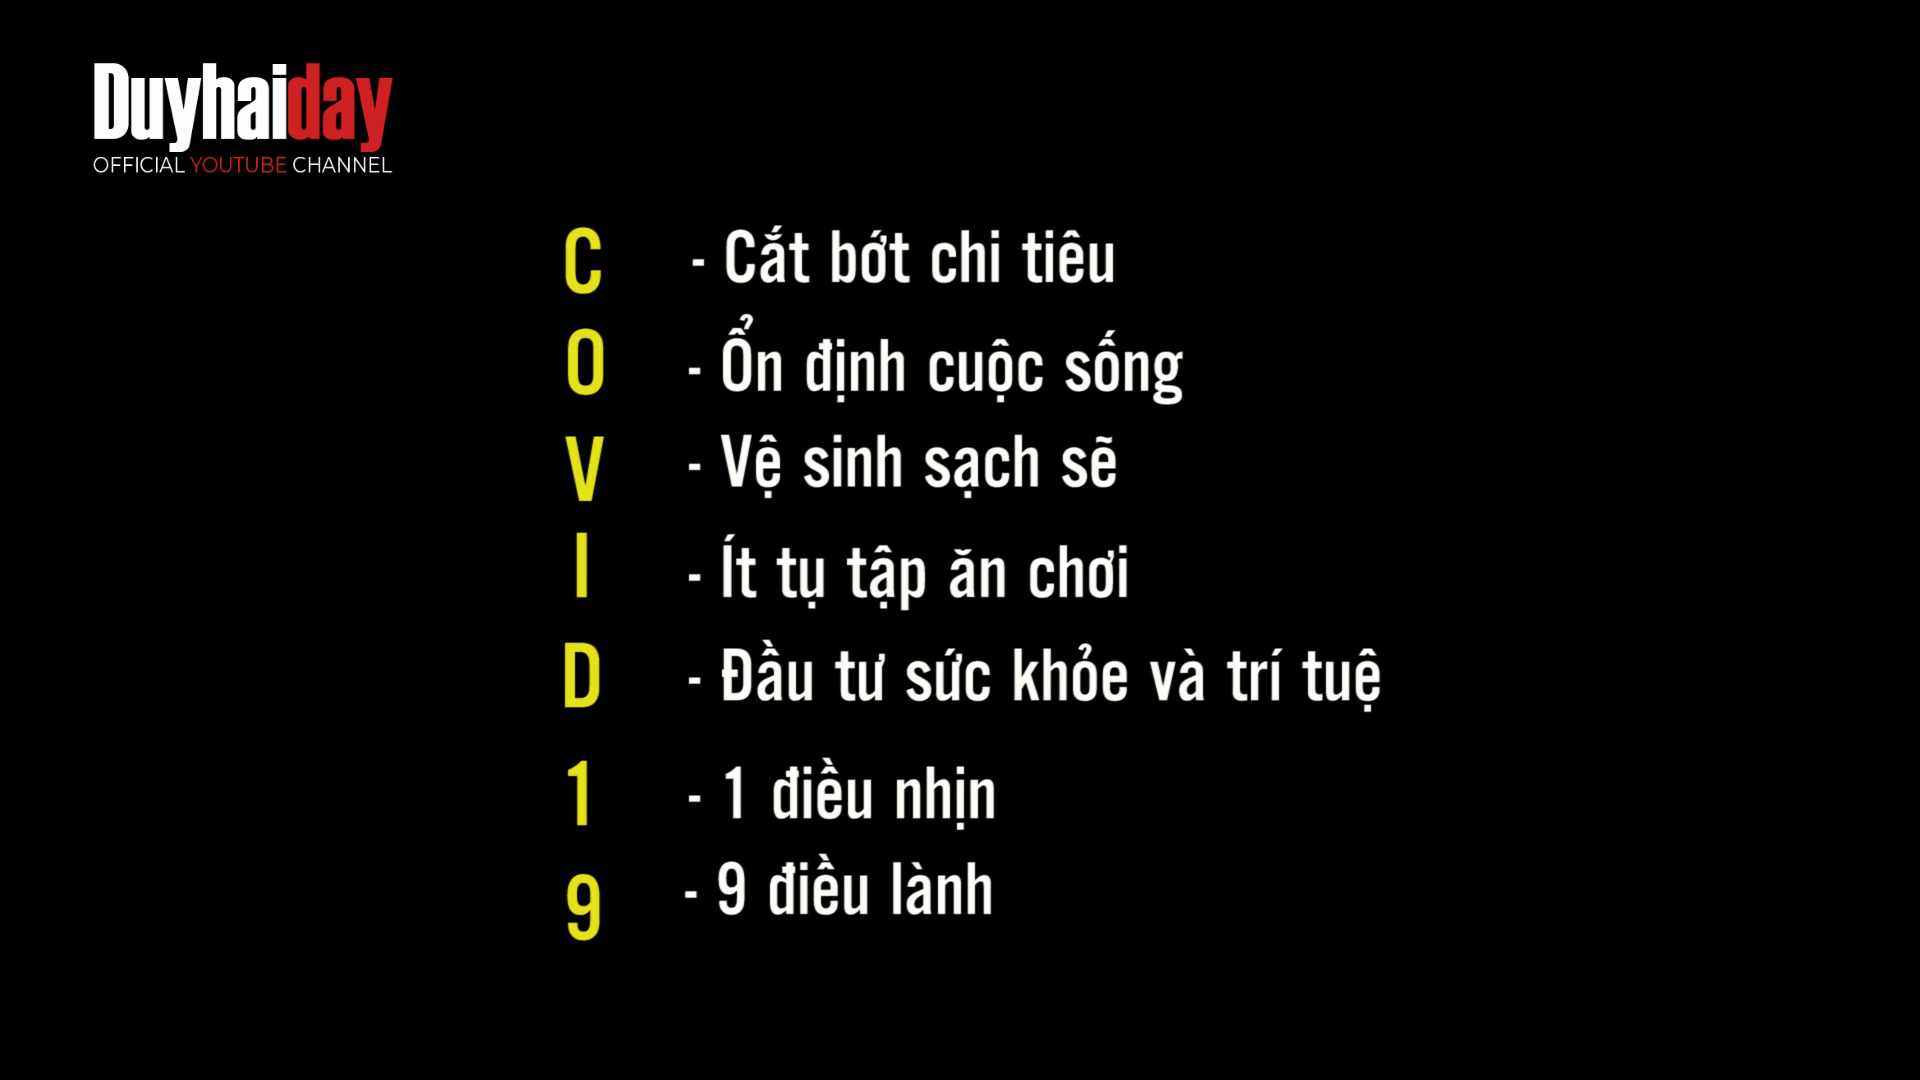 Duyhaiday
OFFICIAL YOUTUBE CHANNEL
C - Cắt bớt chi tiêu
O - Ổn định cuộc sống
V - Vệ sinh sạch sẽ
I - Ít tụ tập ăn chơi
D - Đầu tư sức khỏe và trí tuệ
1 - 1 điều nhịn
9 - 9 điều lành